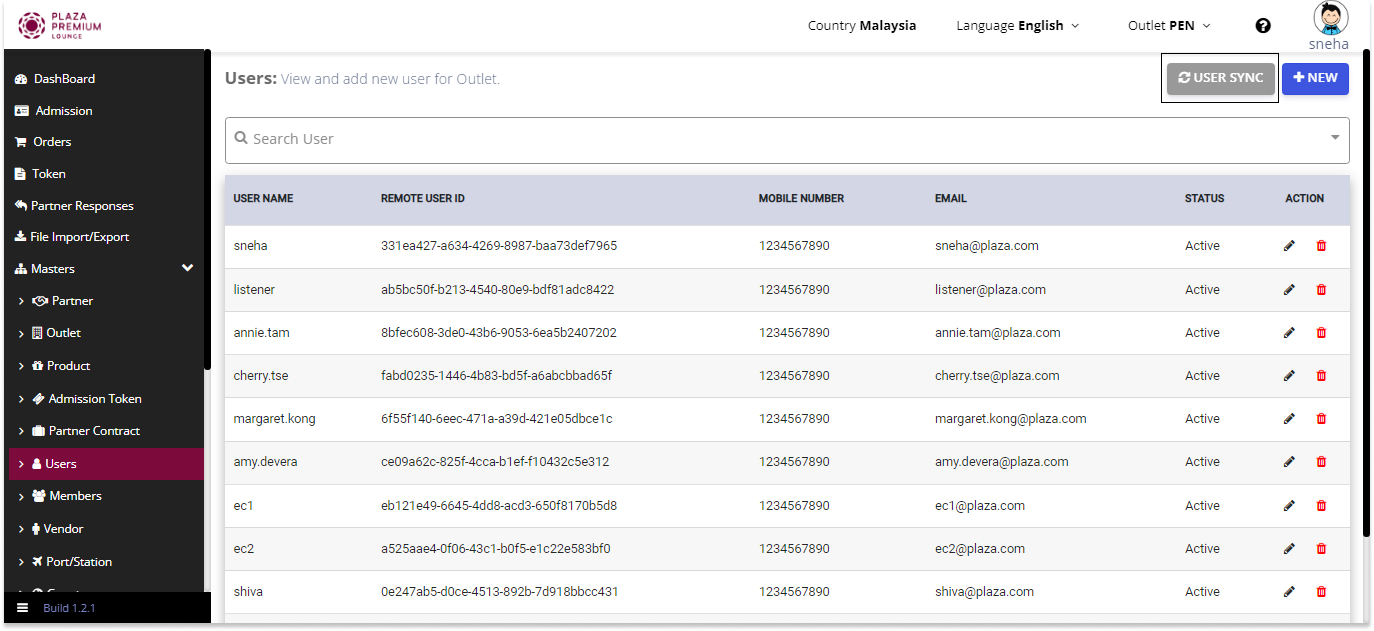 PLAZA
PREMIUM
LOUNGE
Country Malaysia
Language English
Outlet PEN
sneha
DashBoard
Admission
Orders
Token
Partner Responses
File Import/Export
Masters
Partner
Outlet
Product
Admission Token
Partner Contract
Users
Members
Vendor
Port/Station
Build 1.2.1
Users: View and add new user for Outlet.
USER SYNC
NEW
Search User
USER NAME REMOTE USER ID MOBILE NUMBER EMAIL STATUS ACTION
sneha 331ea427-a634-4269-8987-baa73def7965 1234567890 sneha@plaza.com Active
listener ab5bc50f-b213-4540-80e9-bdf81adc8422 1234567890 listener@plaza.com Active
annie.tam 8bfec608-3de0-43b6-9053-6ea5b2407202 1234567890 annie.tam@plaza.com Active
cherry.tse fabd0235-1446-4b83-bd5f-a6abcbbad65f 1234567890 cherry.tse@plaza.com Active
margaret.kong 6f55f140-6eec-471a-a39d-421e05dbce1c 1234567890 margaret.kong@plaza.com Active
amy.devera ce09a62c-825f-4cca-b1ef-f10432c5e312 1234567890 amy.devera@plaza.com Active
ec1 eb121e49-6645-4dd8-acd3-650f8170b5d8 1234567890 ec1@plaza.com Active
ec2 a525aae4-0f06-43c1-b0f5-e1c22e583bf0 1234567890 ec2@plaza.com Active
shiva 0e247ab5-d0ce-4513-892b-7d918bbcc431 1234567890 shiva@plaza.com Active